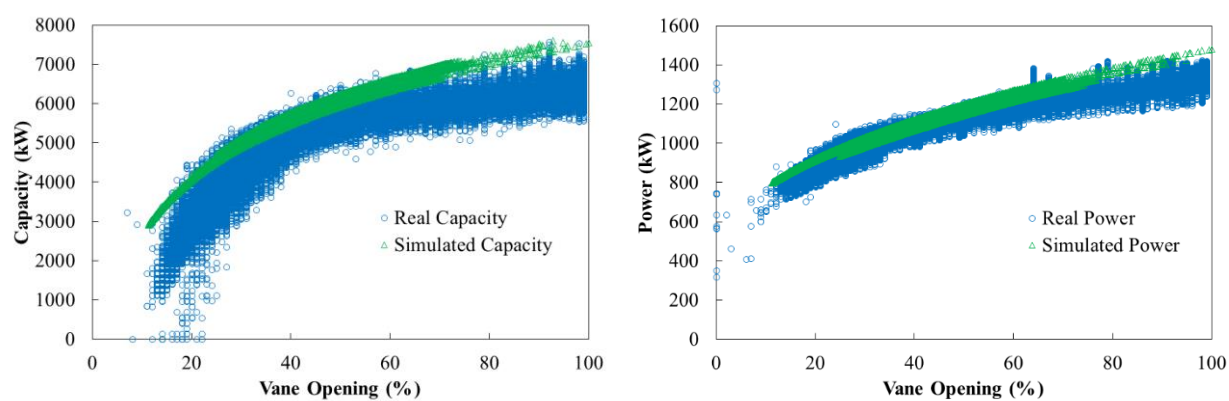 8000
7000
6000
5000
4000
3000
2000
1000
0
Capacity (kW)
Real Capacity
Simulated Capacity
0 20 40 60 80 100
Vane Opening (%)
1600
1400
1200
1000
800
600
400
200
0
Power (kW)
Real Power
Simulated Power
0 20 40 60 80 100
Vane Opening (%)